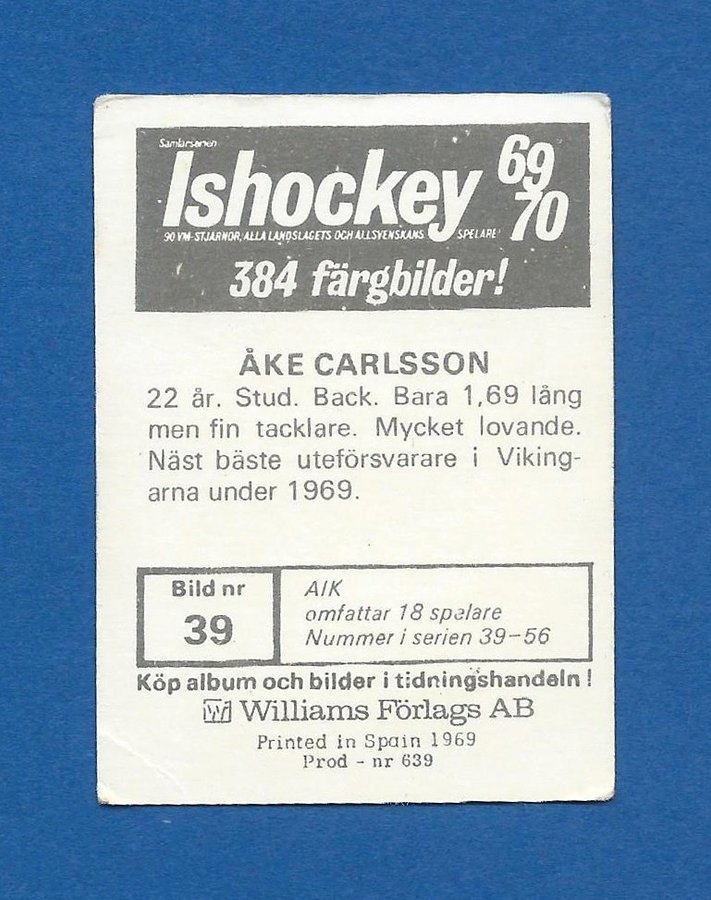 Samlarserien
Ishockey 69
70
90 VM-STJÄRNOR, ALLA LANDSLAGETS OCH ALLSVENSKANS SPELARE
384 färgbilder!
ÅKE CARLSSON
22 år. Stud. Back. Bara 1,69 lång
men fin tacklare. Mycket lovande.
Näst bäste uteförsvarare i Viking-
arna under 1969.
Bild nr
39
AIK
omfattar 18 spelare
Nummer i serien 39–56
Köp album och bilder i tidningshandeln!
W Williams Förlags AB
Printed in Spain 1969
Prod - nr 639